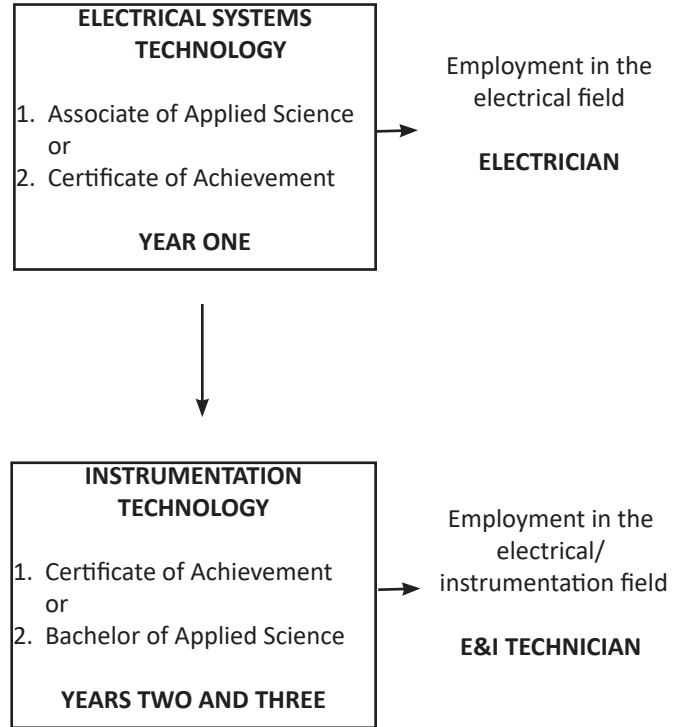 ELECTRICAL SYSTEMS
TECHNOLOGY
1. Associate of Applied Science
or
2. Certificate of Achievement
YEAR ONE
Employment in the
electrical field
ELECTRICIAN
INSTRUMENTATION
TECHNOLOGY
1. Certificate of Achievement
or
2. Bachelor of Applied Science
YEARS TWO AND THREE
Employment in the
electrical/
instrumentation field
E&I TECHNICIAN